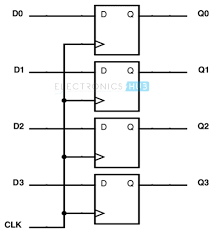 D0 D Q Q0
D1 D Q Q1
ELECTRONICS HUB
D2 D Q Q2
D3 D Q Q3
CLK